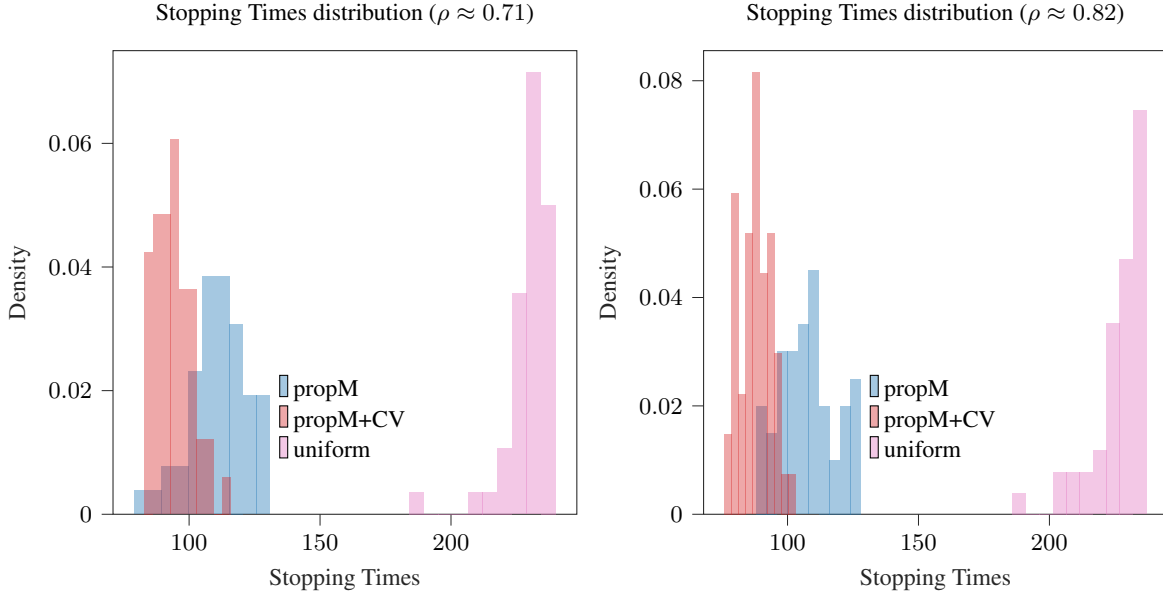 Stopping Times distribution (ρ ≈ 0.71)
0.06
0.04
0.02
0
Density
100
150
200
Stopping Times
propM
propM+CV
uniform
Stopping Times distribution (ρ ≈ 0.82)
0.08
0.06
0.04
0.02
0
Density
100
150
200
Stopping Times
propM
propM+CV
uniform